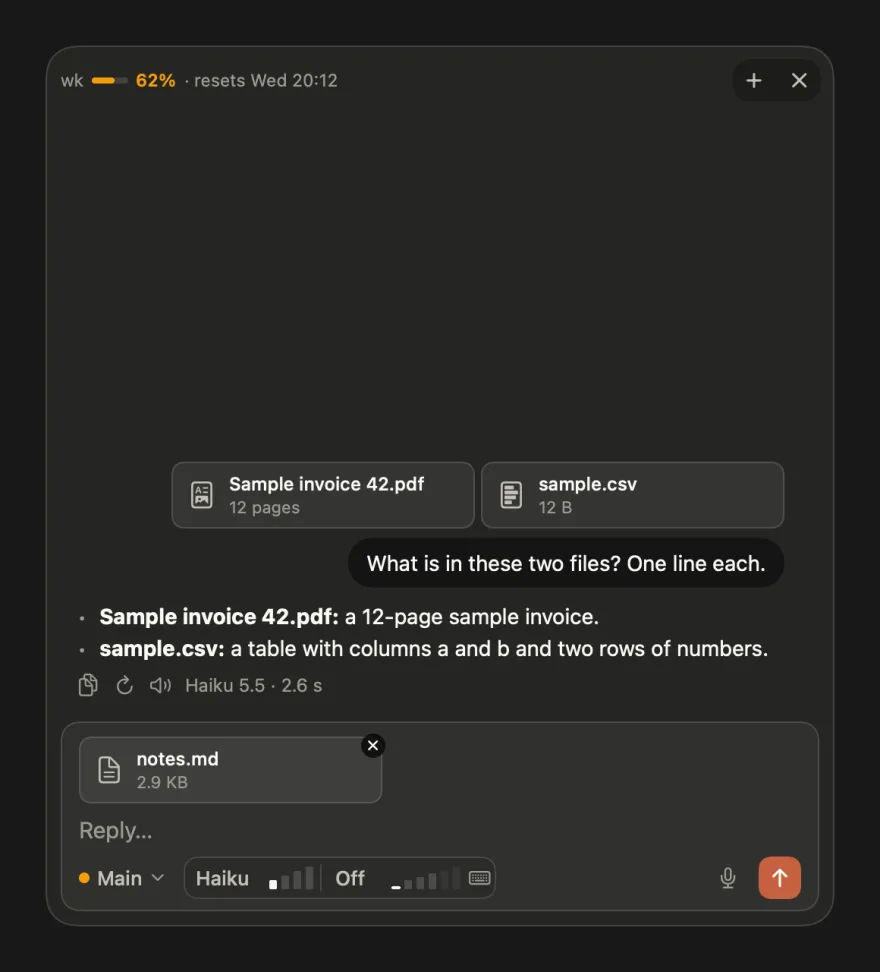 wk 62% · resets Wed 20:12
Sample invoice 42.pdf
12 pages
sample.csv
12 B
What is in these two files? One line each.
• Sample invoice 42.pdf: a 12-page sample invoice.
• sample.csv: a table with columns a and b and two rows of numbers.
Haiku 5.5 · 2.6 s
notes.md
2.9 KB
Reply...
Main Haiku Off